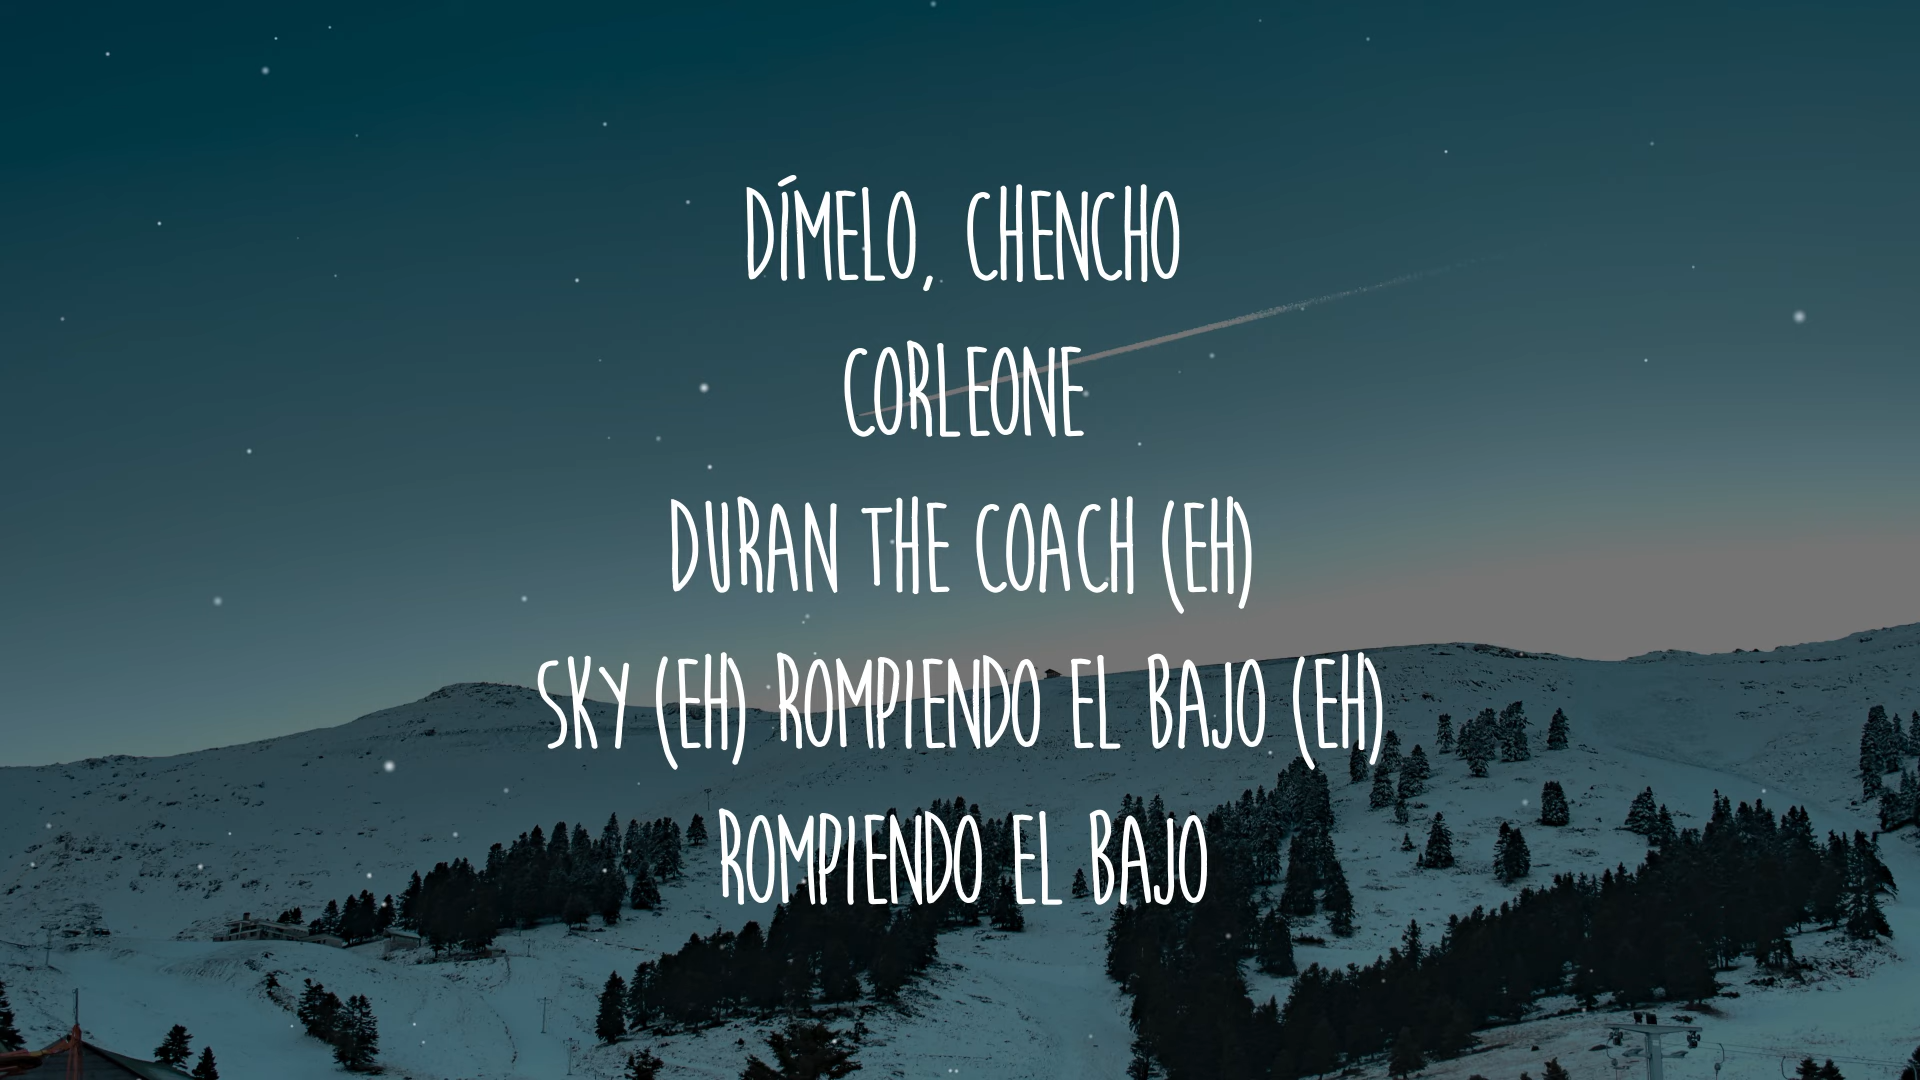 DÍMELO, CHENCHO
CORLEONE
DURAN THE COACH (EH)
SKY (EH) ROMPIENDO EL BAJO (EH)
ROMPIENDO EL BAJO